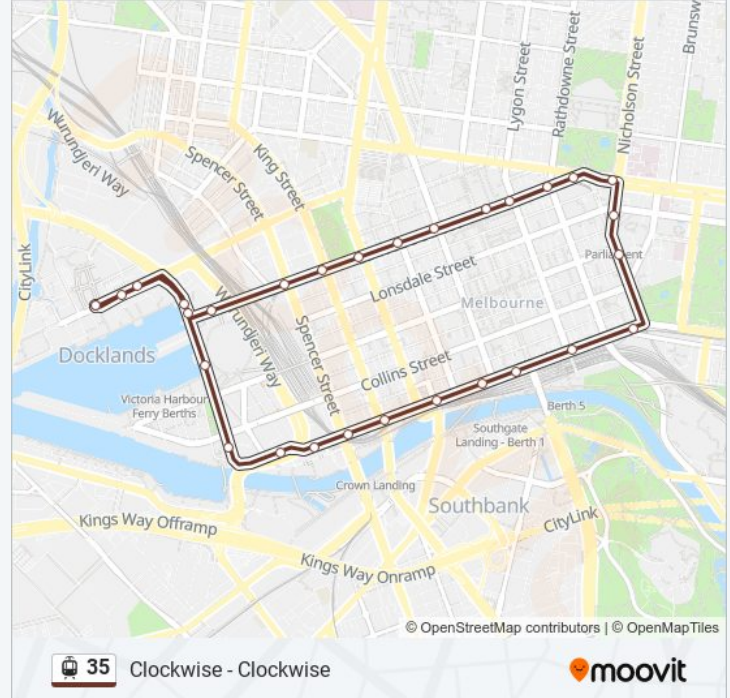 Lygon Street
Rathdowne Street
Nicholson Street
Brunsw
Wurundjeri Way
Spencer Street
King Street
CityLink
Parliament
Lonsdale Street
Melbourne
Wurundjeri Way
Spencer Street
Docklands
Collins Street
Victoria Harbour
Ferry Berths
Berth 5
Southgate
Landing - Berth 1
Crown Landing
Southbank
CityLink
Kings Way Offramp
Kings Way Onramp
© OpenStreetMap contributors | © OpenMapTiles
35 Clockwise - Clockwise
moovit